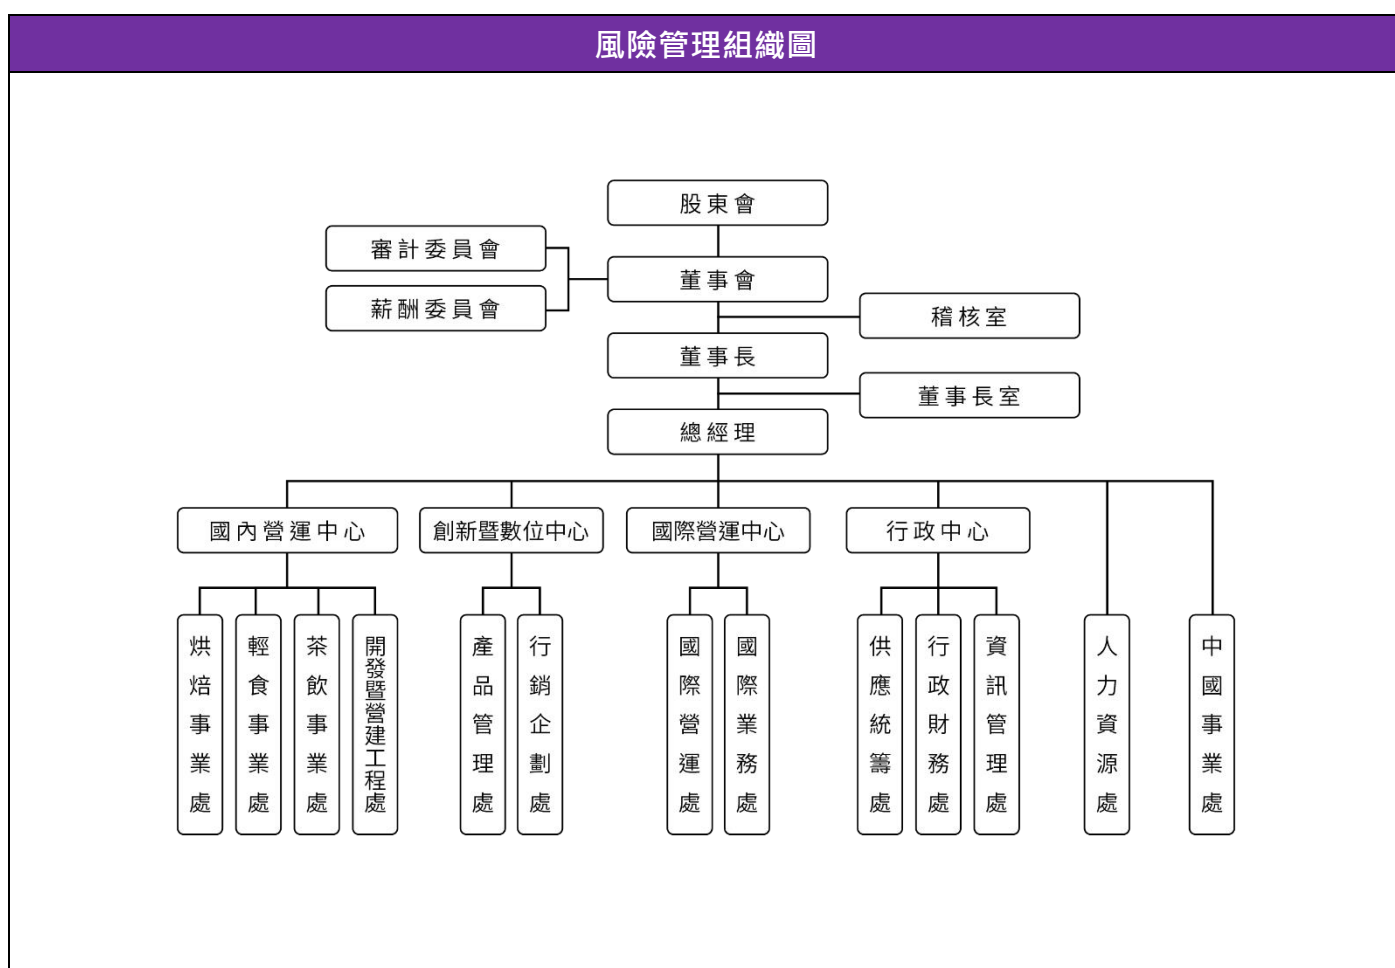 風險管理組織圖
股東會
審計委員會
董事會
薪酬委員會
稽核室
董事長
董事長室
總經理
國內營運中心
創新暨數位中心
國際營運中心
行政中心
烘焙事業處
輕食事業處
茶飲事業處
開發暨營建工程處
產品管理處
行銷企劃處
國際營運處
國際業務處
供應統籌處
行政財務處
資訊管理處
人力資源處
中國事業處